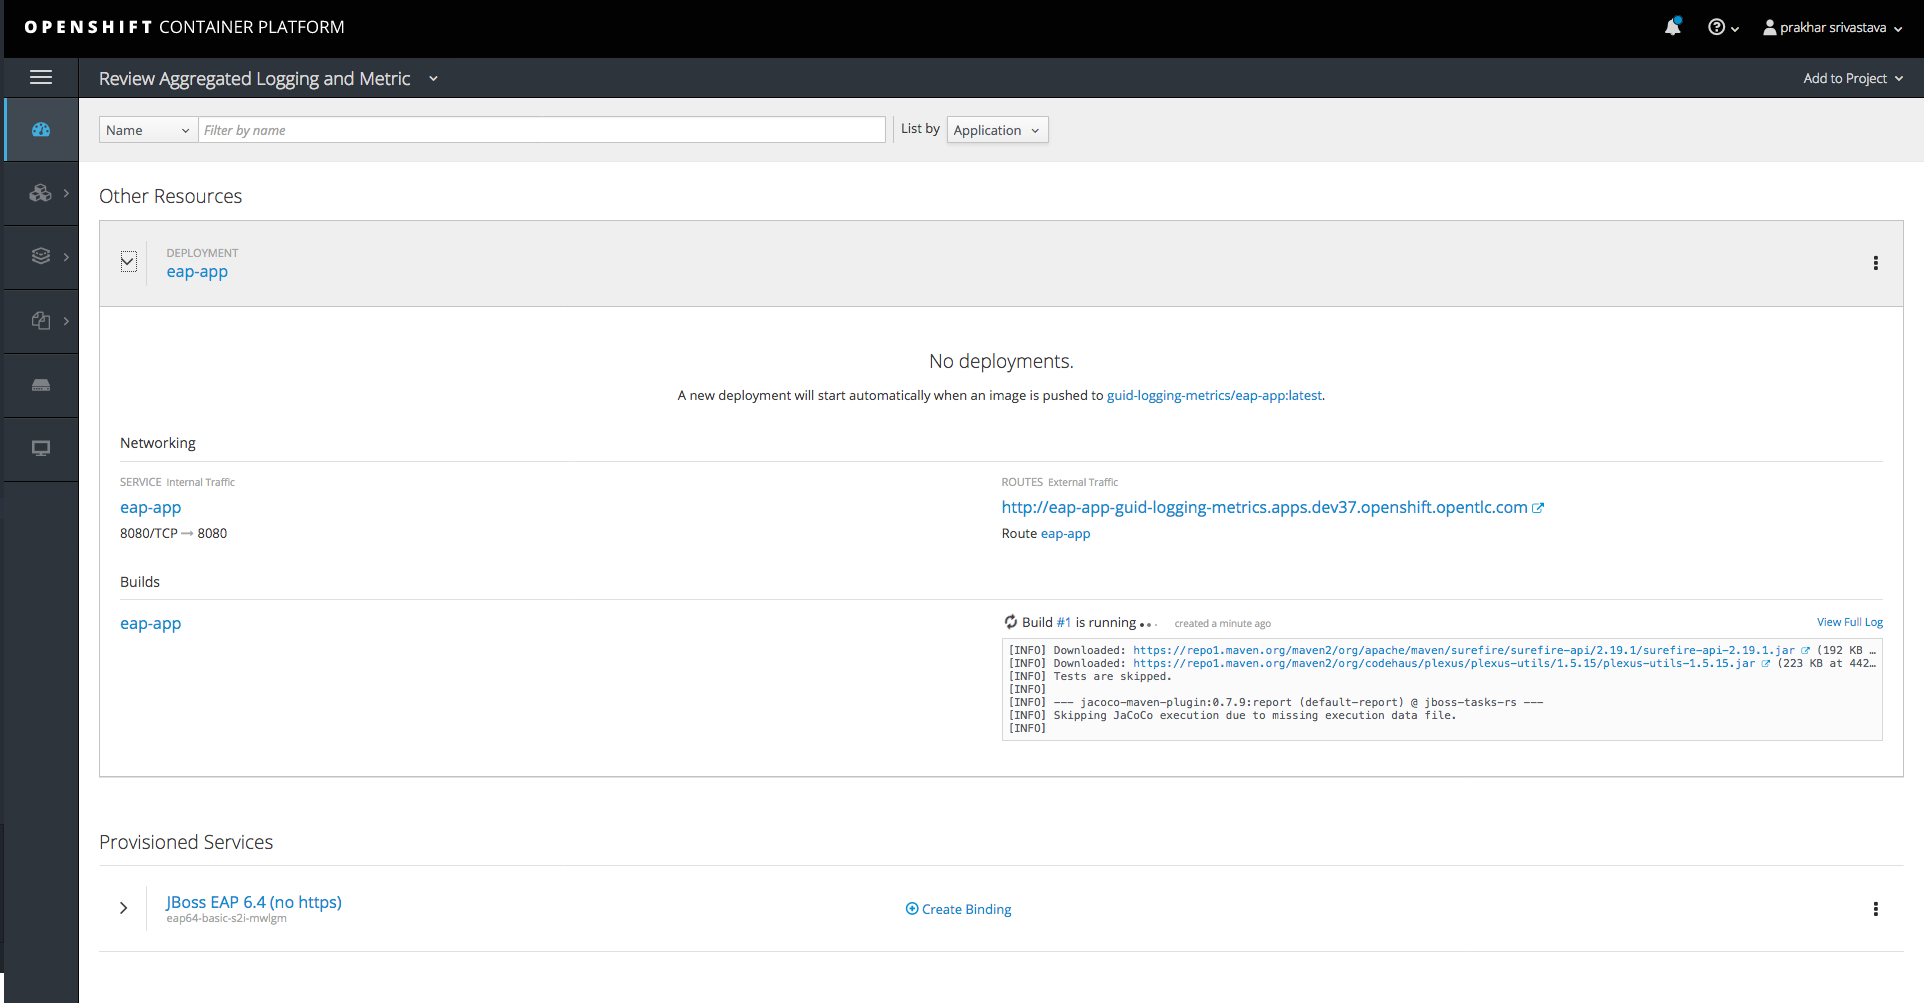 OPENSHIFT CONTAINER PLATFORM
prakhar srivastava
Review Aggregated Logging and Metric
Add to Project
Name
Filter by name
List by
Application
Other Resources
DEPLOYMENT
eap-app
No deployments.
A new deployment will start automatically when an image is pushed to guid-logging-metrics/eap-app:latest.
Networking
SERVICE Internal Traffic
eap-app
8080/TCP → 8080
ROUTES External Traffic
http://eap-app-guid-logging-metrics.apps.dev37.openshift.opentlc.com
Route eap-app
Builds
eap-app
Build #1 is running
created a minute ago
View Full Log
[INFO] Downloaded: https://repo1.maven.org/maven2/org/apache/maven/surefire/surefire-api/2.19.1/surefire-api-2.19.1.jar (192 KB …
[INFO] Downloaded: https://repo1.maven.org/maven2/org/codehaus/plexus/plexus-utils/1.5.15/plexus-utils-1.5.15.jar (223 KB at 442…
[INFO] Tests are skipped.
[INFO]
[INFO] --- jacoco-maven-plugin:0.7.9:report (default-report) @ jboss-tasks-rs ---
[INFO] Skipping JaCoCo execution due to missing execution data file.
[INFO]
Provisioned Services
JBoss EAP 6.4 (no https)
eap64-basic-s2i-mwlgm
Create Binding